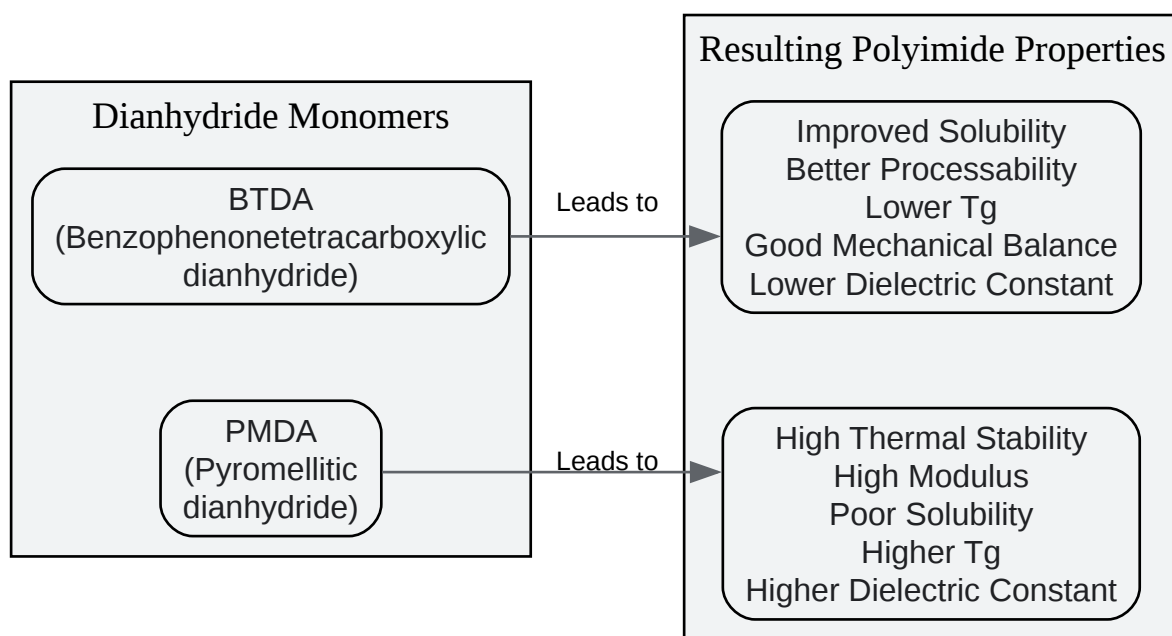 Dianhydride Monomers
BTDA
(Benzophenonetetracarboxylic
dianhydride)
PMDA
(Pyromellitic
dianhydride)
Leads to
Leads to
Resulting Polyimide Properties
Improved Solubility
Better Processability
Lower Tg
Good Mechanical Balance
Lower Dielectric Constant
High Thermal Stability
High Modulus
Poor Solubility
Higher Tg
Higher Dielectric Constant